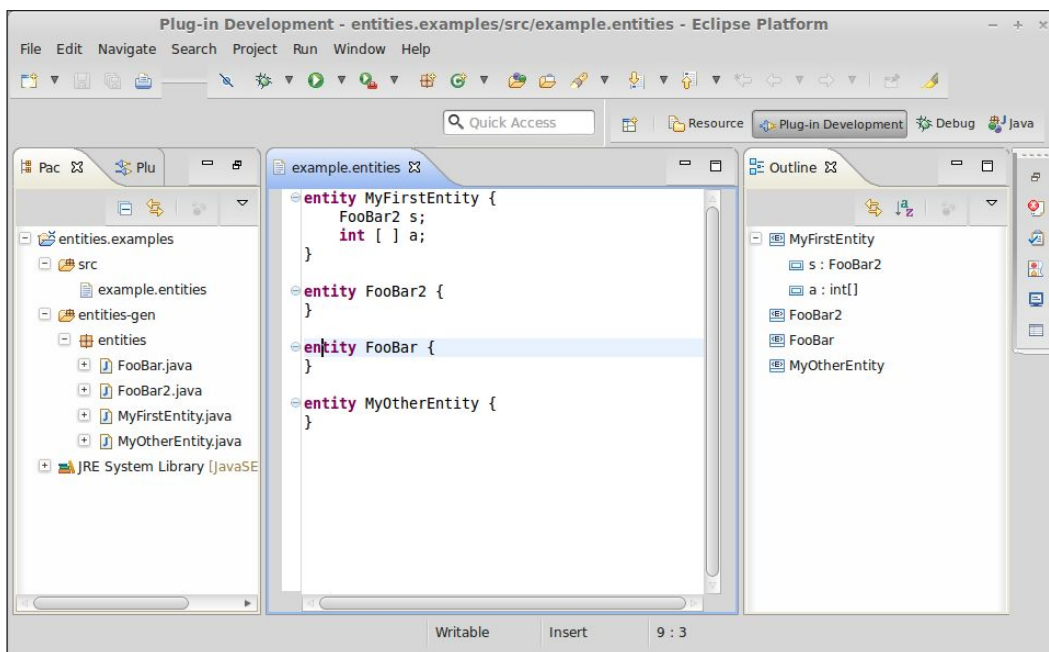 Plug-in Development - entities.examples/src/example.entities - Eclipse Platform
File Edit Navigate Search Project Run Window Help
Quick Access
Resource
Plug-in Development
Debug
Java
Pac
Plu
entities.examples
src
example.entities
entities-gen
entities
FooBar.java
FooBar2.java
MyFirstEntity.java
MyOtherEntity.java
JRE System Library [JavaSE
example.entities
entity MyFirstEntity {
FooBar2 s;
int [ ] a;
}
entity FooBar2 {
}
entity FooBar {
}
entity MyOtherEntity {
}
Outline
MyFirstEntity
s : FooBar2
a : int[]
FooBar2
FooBar
MyOtherEntity
Writable
Insert
9 : 3